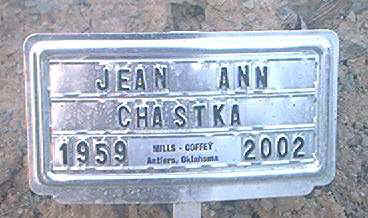 JEAN ANN
CHASTKA
1959 MILLS - COFFEY 2002
Antlers, Oklahoma